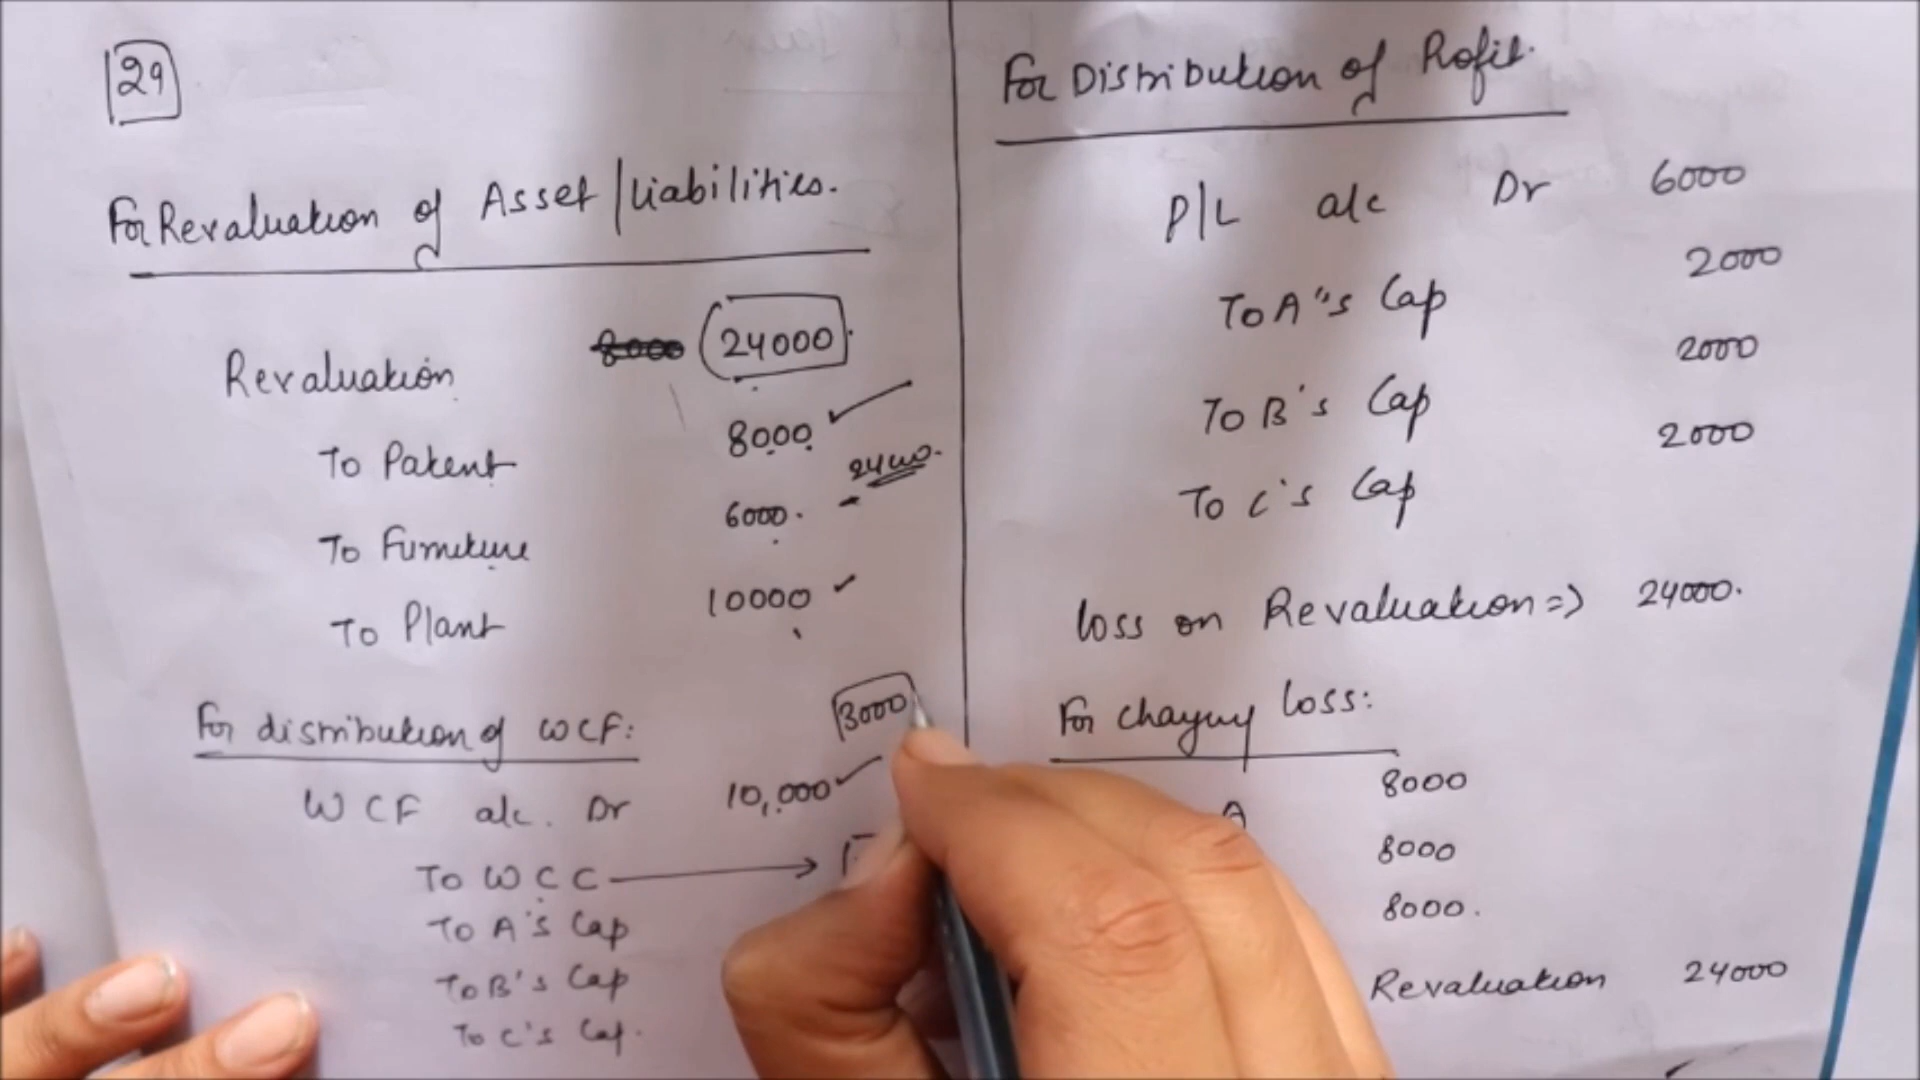 29
For Revaluation of Asset/Liabilities.
Revaluation 8000 24000
To Patent 8000
To Furniture 6000. 2400.
To Plant 10000
For distribution of WCF: 3000
WCF a/c. Dr 10,000
To WCC
To A's Cap
To B's Cap
To C's Cap.
For Distribution of Profit.
P/L a/c Dr 6000
To A"s Cap 2000
To B's Cap 2000
To C's Cap 2000
Loss on Revaluation => 24000.
For loss:
A 8000
8000
8000.
Revaluation 24000